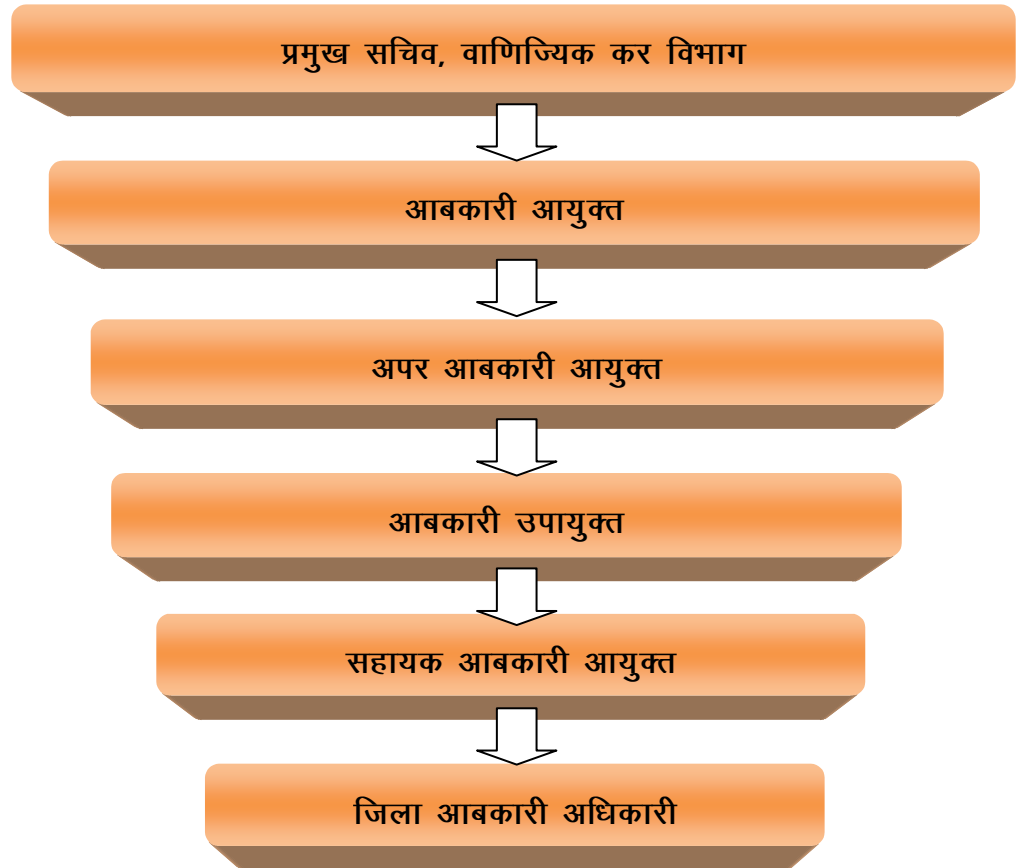 प्रमुख सचिव, वाणिज्यिक कर विभाग
आबकारी आयुक्त
अपर आबकारी आयुक्त
आबकारी उपायुक्त
सहायक आबकारी आयुक्त
जिला आबकारी अधिकारी